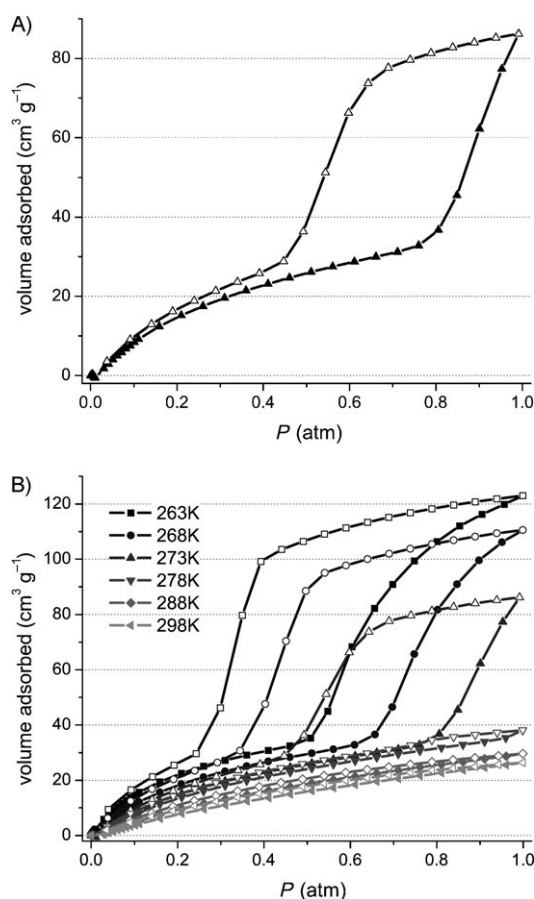 A)
volume adsorbed (cm³ g⁻¹)
80
60
40
20
0
0.0 0.2 0.4 0.6 0.8 1.0
P (atm)
B)
volume adsorbed (cm³ g⁻¹)
120
100
80
60
40
20
0
263K
268K
273K
278K
288K
298K
0.0 0.2 0.4 0.6 0.8 1.0
P (atm)